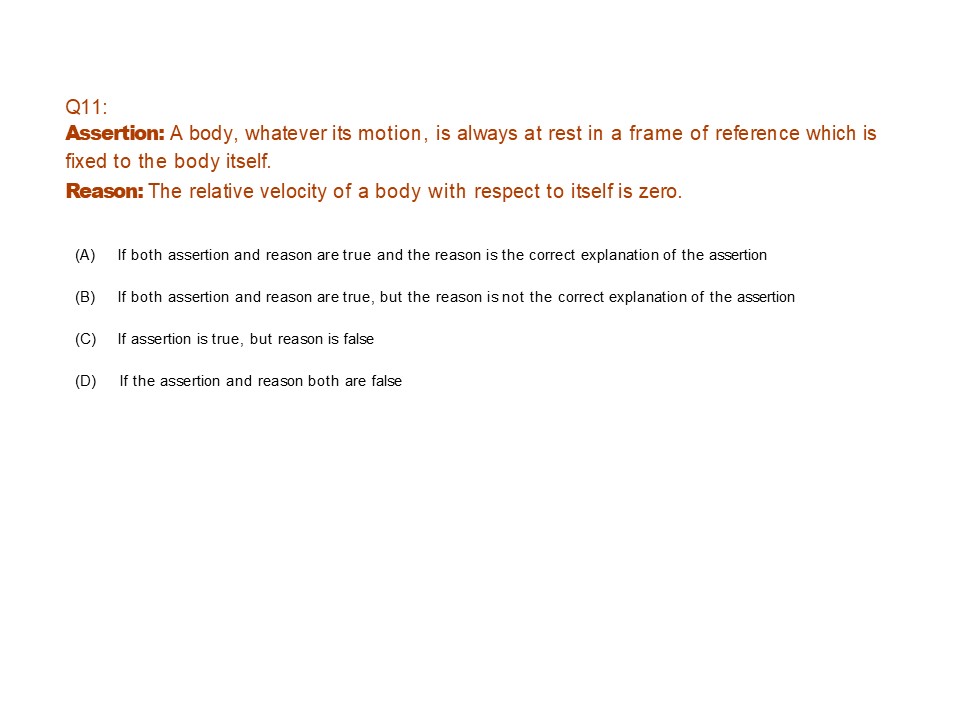 Q11:
Assertion: A body, whatever its motion, is always at rest in a frame of reference which is
fixed to the body itself.
Reason: The relative velocity of a body with respect to itself is zero.
(A) If both assertion and reason are true and the reason is the correct explanation of the assertion
(B) If both assertion and reason are true, but the reason is not the correct explanation of the assertion
(C) If assertion is true, but reason is false
(D) If the assertion and reason both are false